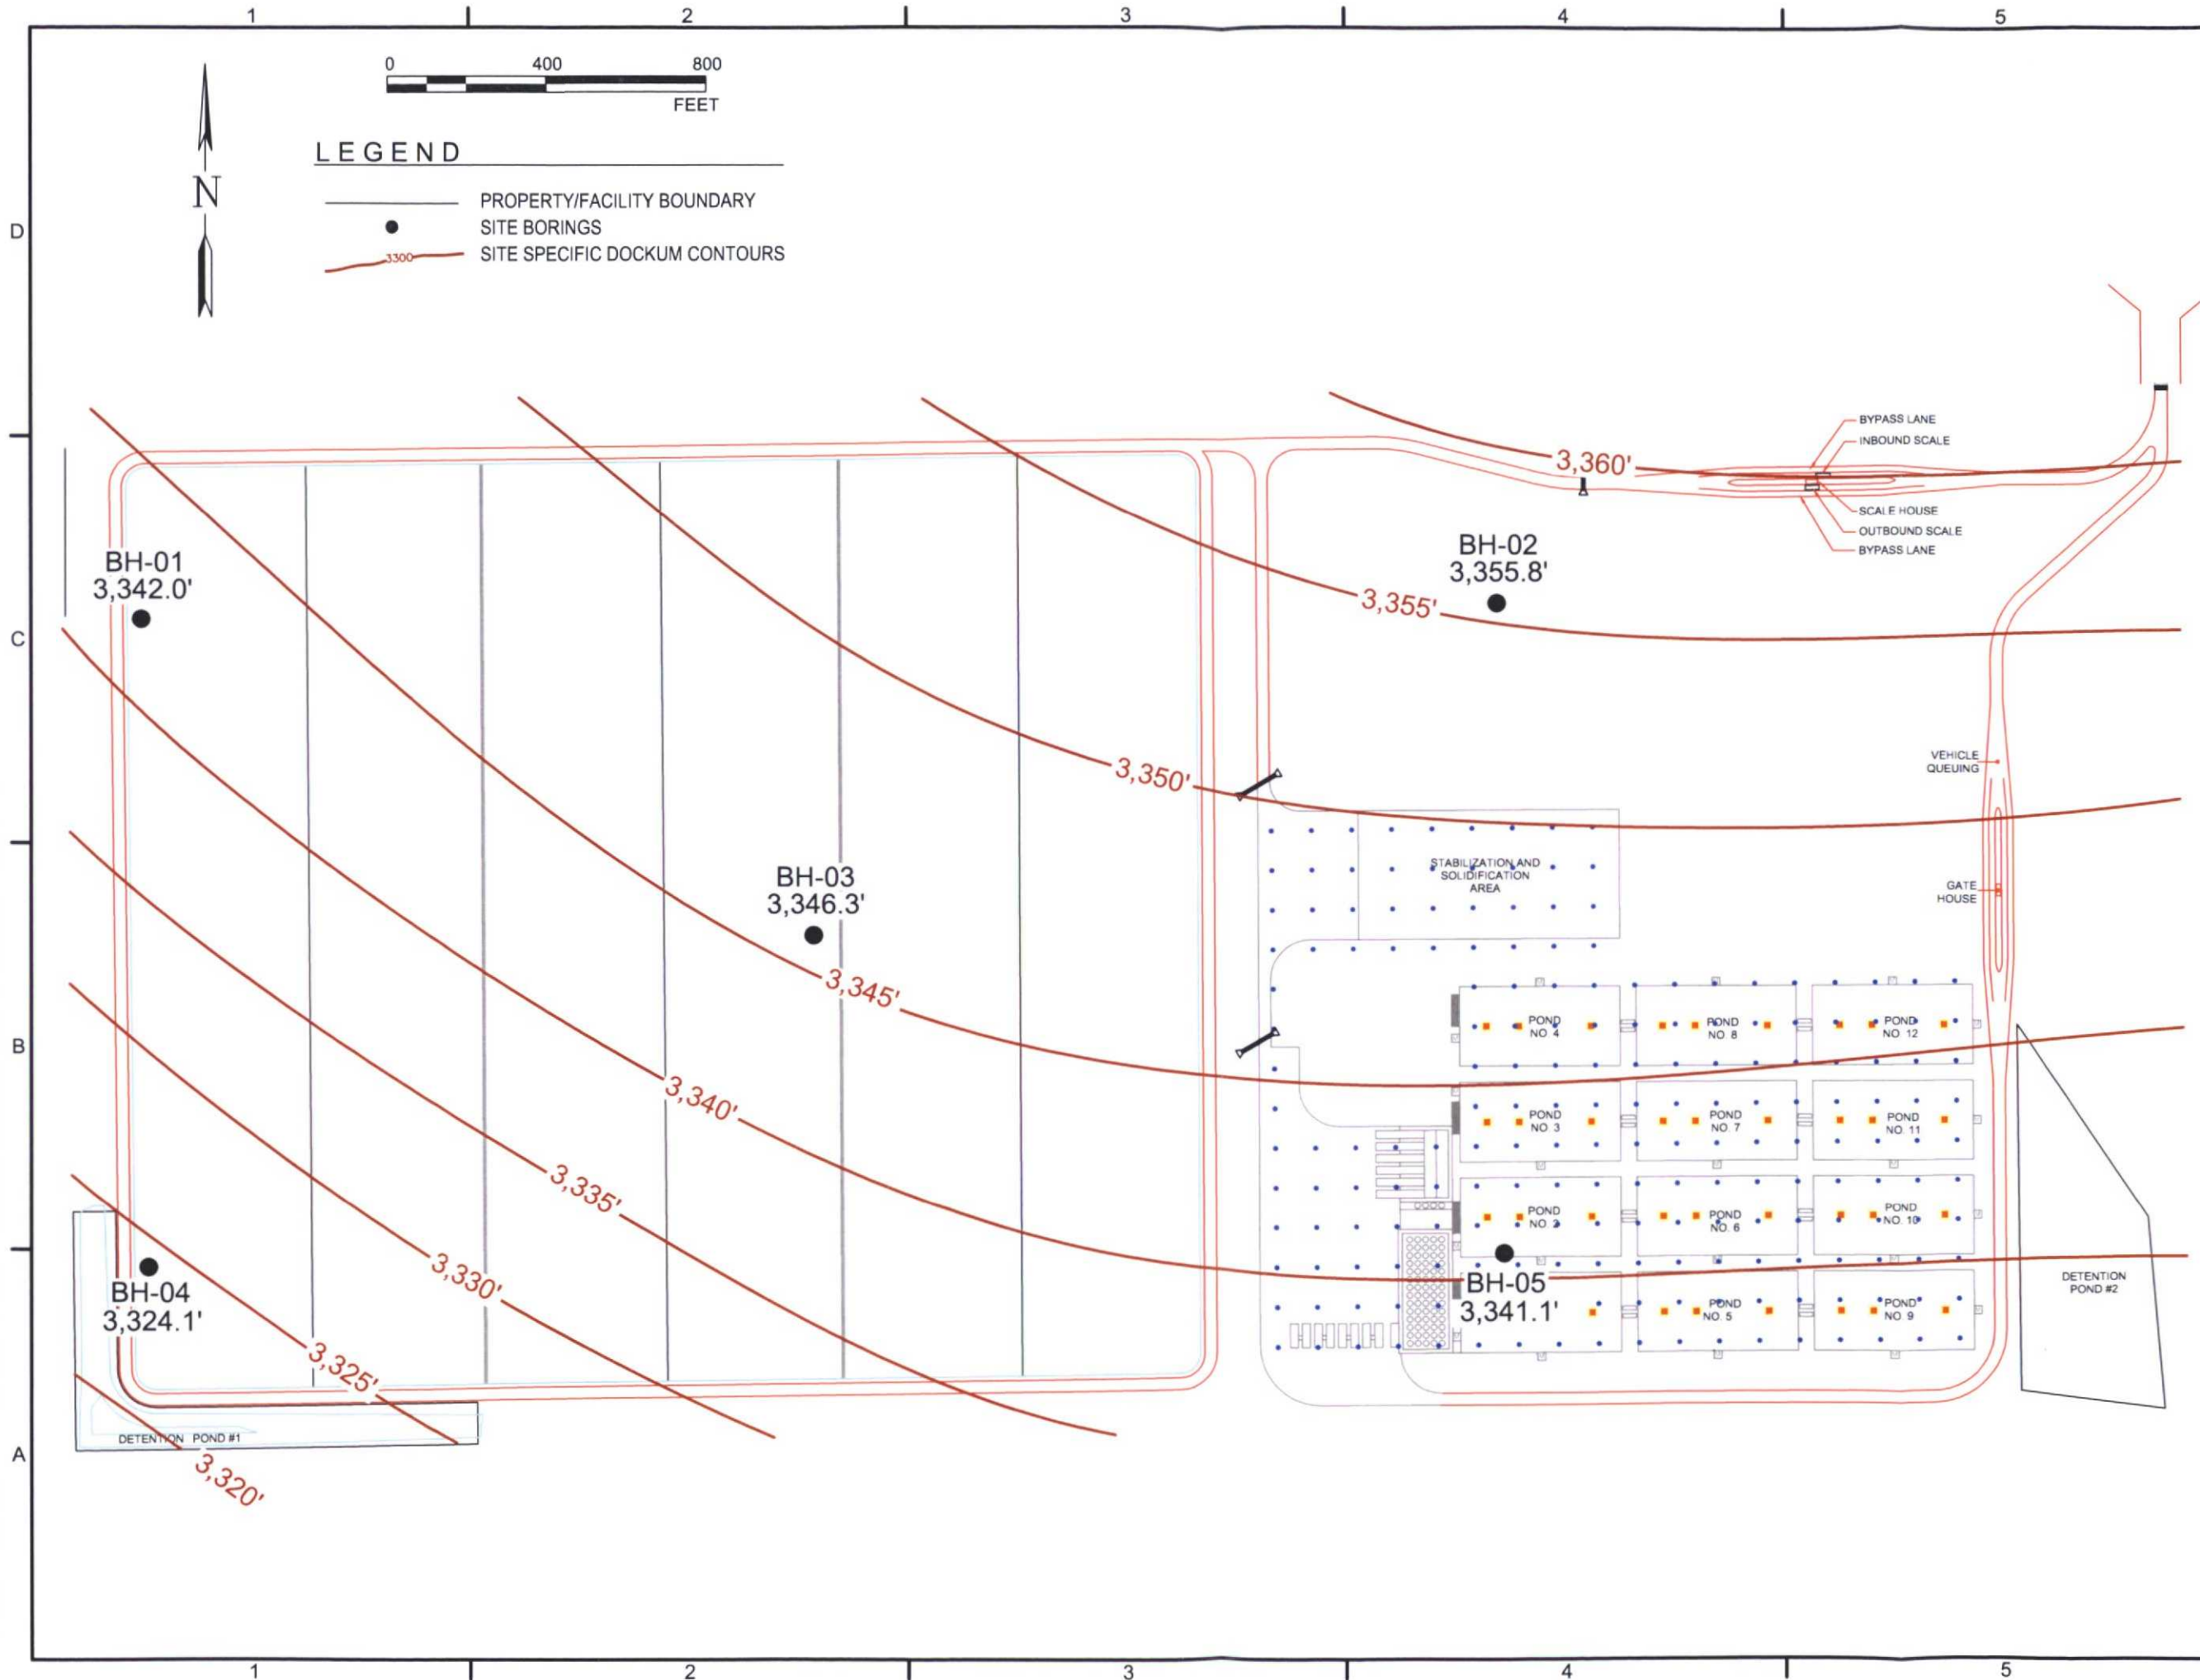 1 2 3 4 5
0 400 800
FEET
N
LEGEND
PROPERTY/FACILITY BOUNDARY
SITE BORINGS
3300 SITE SPECIFIC DOCKUM CONTOURS
D
BYPASS LANE
INBOUND SCALE
3,360'
SCALE HOUSE
OUTBOUND SCALE
BYPASS LANE
BH-02
3,355.8'
BH-01
3,342.0'
3,355'
C
VEHICLE
QUEUING
3,350'
STABILIZATION AND
SOLIDIFICATION
AREA
BH-03
3,346.3'
GATE
HOUSE
3,345'
POND
NO. 4
POND
NO. 8
POND
NO. 12
B
3,340'
POND
NO. 3
POND
NO. 7
POND
NO. 11
3,335'
POND
NO. 2
POND
NO. 6
POND
NO. 10
3,330'
BH-04
3,324.1'
BH-05
3,341.1'
DETENTION
POND #2
POND
NO. 5
POND
NO. 9
3,325'
DETENTION POND #1
A
3,320'
1 2 3 4 5